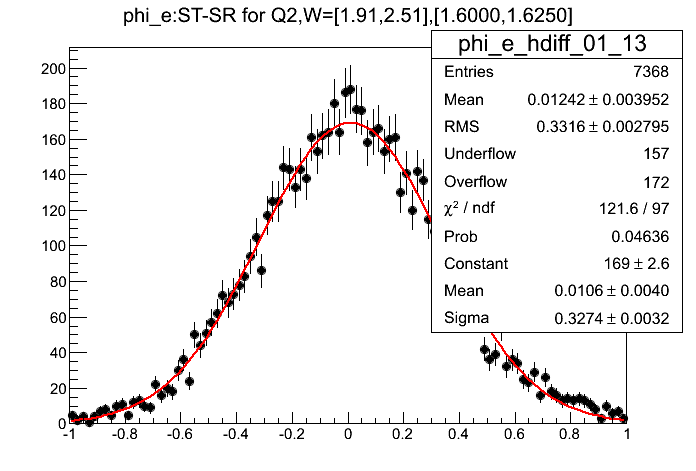 phi_e:ST-SR for Q2,W=[1.91,2.51],[1.6000,1.6250]
phi_e_hdiff_01_13
Entries 7368
Mean 0.01242 ± 0.003952
RMS 0.3316 ± 0.002795
Underflow 157
Overflow 172
χ² / ndf 121.6 / 97
Prob 0.04636
Constant 169 ± 2.6
Mean 0.0106 ± 0.0040
Sigma 0.3274 ± 0.0032
200
180
160
140
120
100
80
60
40
20
0
-1 -0.8 -0.6 -0.4 -0.2 0 0.2 0.4 0.6 0.8 1